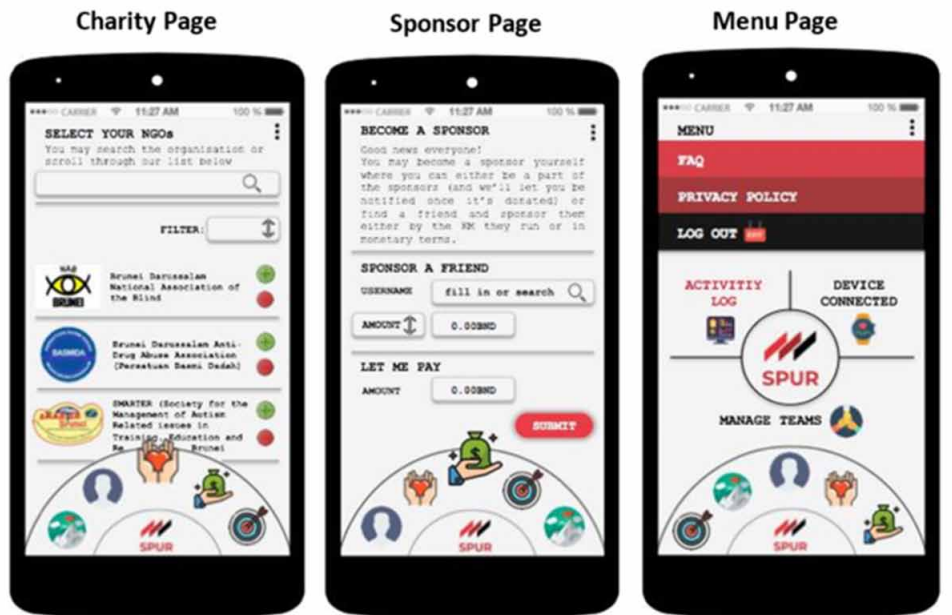 Charity Page
CARRIER 11:27 AM 100 %
SELECT YOUR NGOs
You may search the organisation or
scroll through our list below
FILTER:
NAB
BRUNEI
Brunei Darussalam
National Association of
the Blind
BASMIDA
Brunei Darussalam Anti-
Drug Abuse Association
(Persatuan Basmi Dadah)
SMARTER
Brunei
SMARTER (Society for the
Management of Autism
Related issues in
Training, Education and
Re Brunei
SPUR
Sponsor Page
CARRIER 11:27 AM 100 %
BECOME A SPONSOR
Good news everyone!
You may become a sponsor yourself
where you can either be a part of
the sponsors (and we'll let you be
notified once it's donated) or
find a friend and sponsor them
either by the KM they run or in
monetary terms.
SPONSOR A FRIEND
USERNAME fill in or search
AMOUNT 0.00BND
LET ME PAY
AMOUNT 0.00BND
SUBMIT
SPUR
Menu Page
CARRIER 11:27 AM 100 %
MENU
FAQ
PRIVACY POLICY
LOG OUT
ACTIVITIY
LOG
DEVICE
CONNECTED
SPUR
MANAGE TEAMS
SPUR